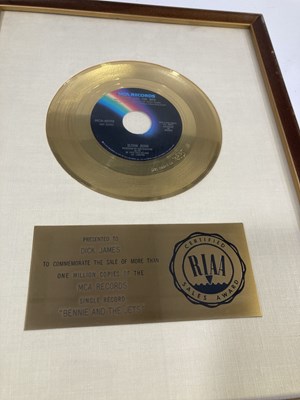 MCA RECORDS
ELTON JOHN
PRESENTED TO
DICK JAMES
TO COMMEMORATE THE SALE OF MORE THAN
ONE MILLION COPIES OF THE
MCA RECORDS
SINGLE RECORD
"BENNIE AND THE JETS"
CERTIFIED
RIAA
SALES AWARD